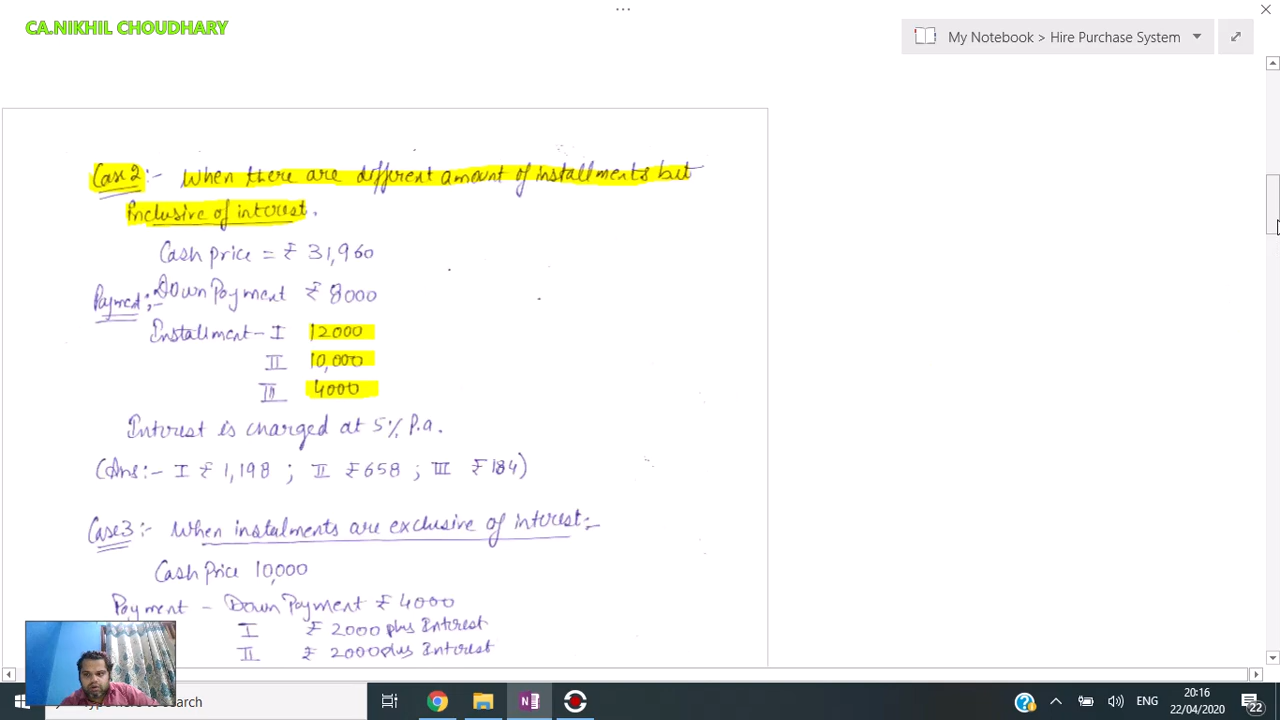 CA.NIKHIL CHOUDHARY
My Notebook > Hire Purchase System
Case 2:- When there are different amount of installments but
Inclusive of interest.
Cash price = ₹ 31,960
Payment:- Down Payment ₹ 8000
Installment - I 12000
II 10,000
III 4000
Interest is charged at 5% P.a.
(Ans:- I ₹ 1,198 ; II ₹ 658 ; III ₹ 184)
Case 3:- When instalments are exclusive of interest:-
Cash Price 10,000
Payment - Down Payment ₹ 4000
I ₹ 2000 plus Interest
II ₹ 2000 plus Interest
ENG
20:16
22/04/2020
22